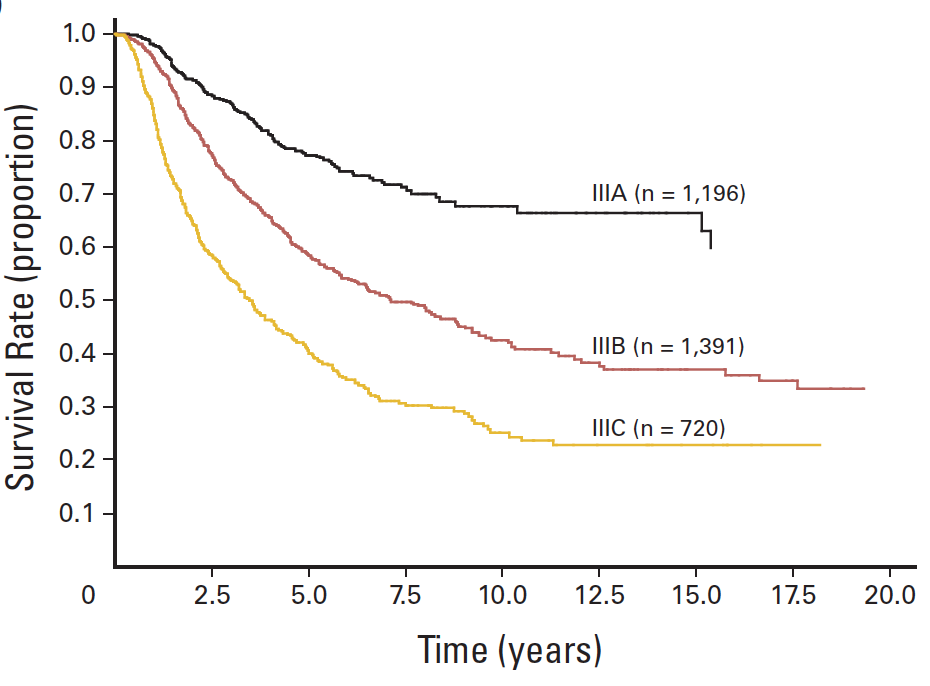 )
Survival Rate (proportion)
1.0
0.9
0.8
0.7
0.6
0.5
0.4
0.3
0.2
0.1
IIIA (n = 1,196)
IIIB (n = 1,391)
IIIC (n = 720)
0 2.5 5.0 7.5 10.0 12.5 15.0 17.5 20.0
Time (years)